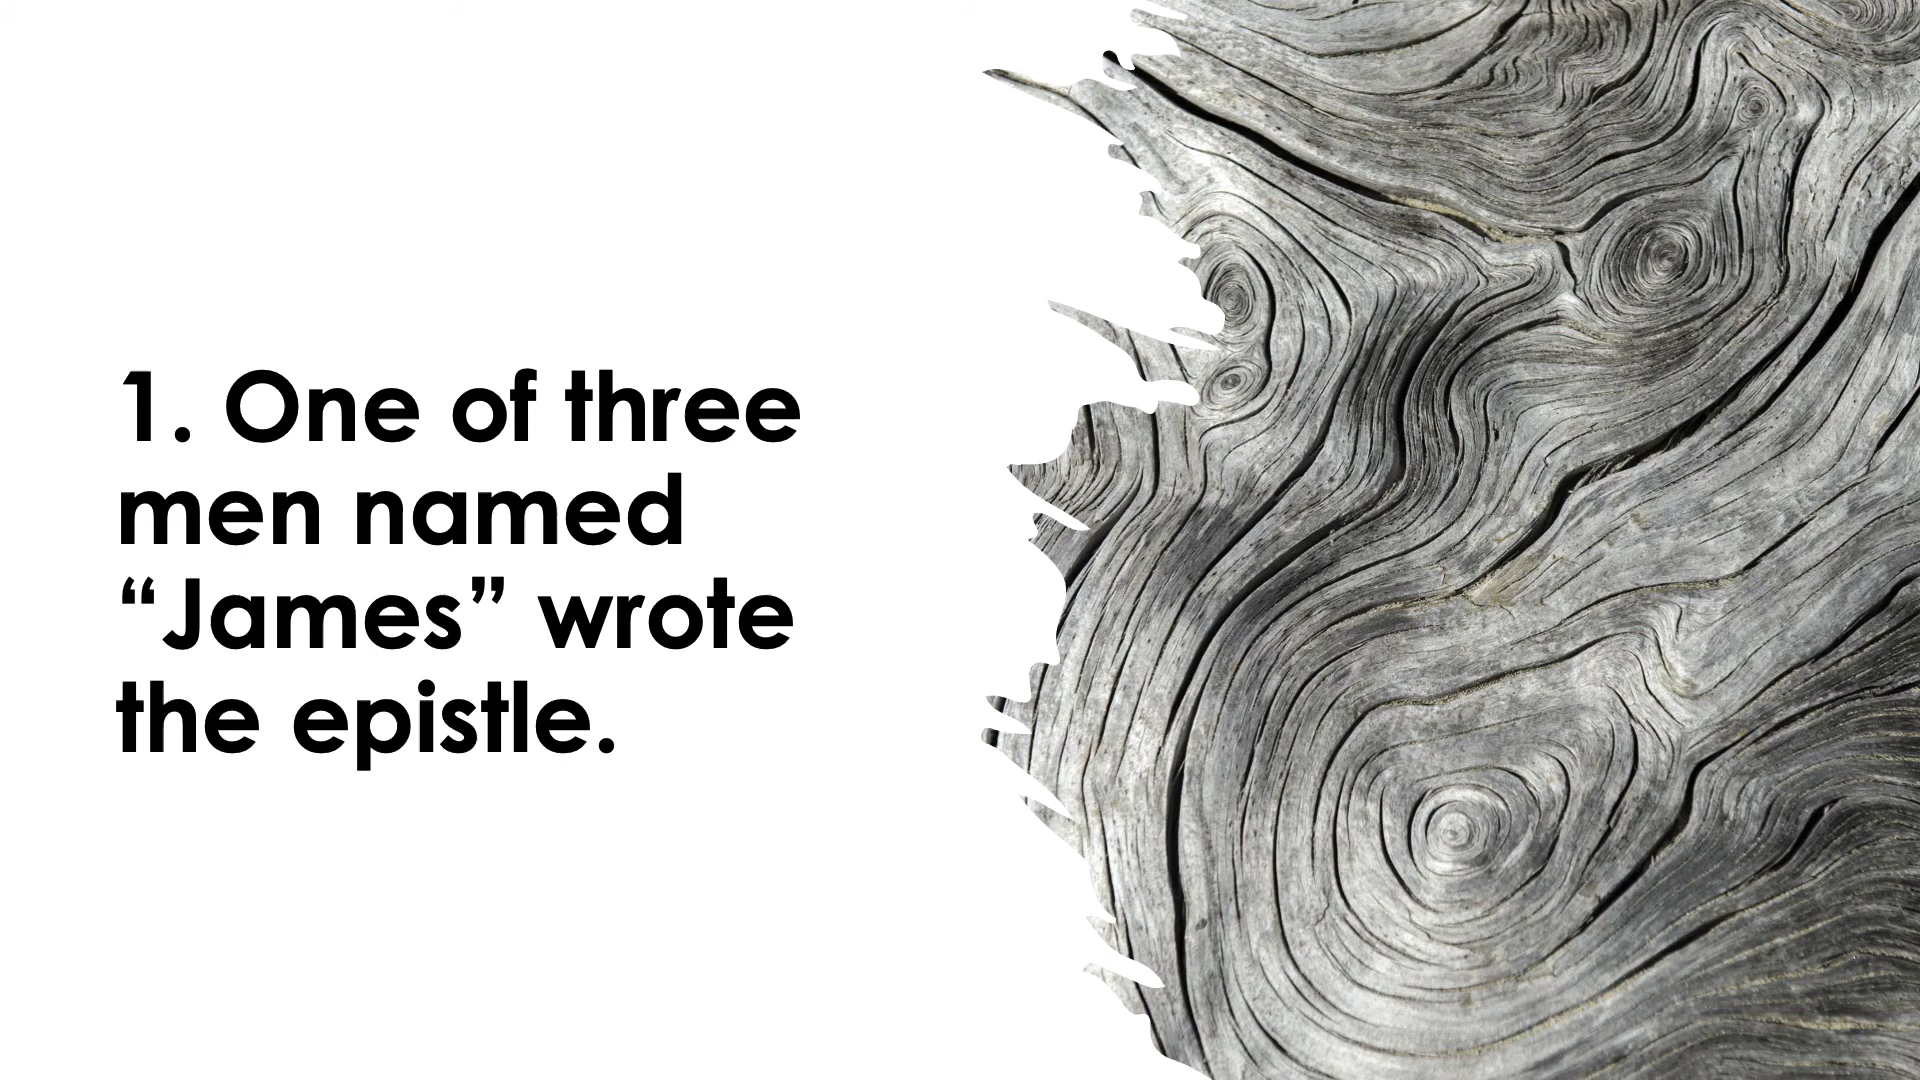 1. One of three
men named
“James” wrote
the epistle.